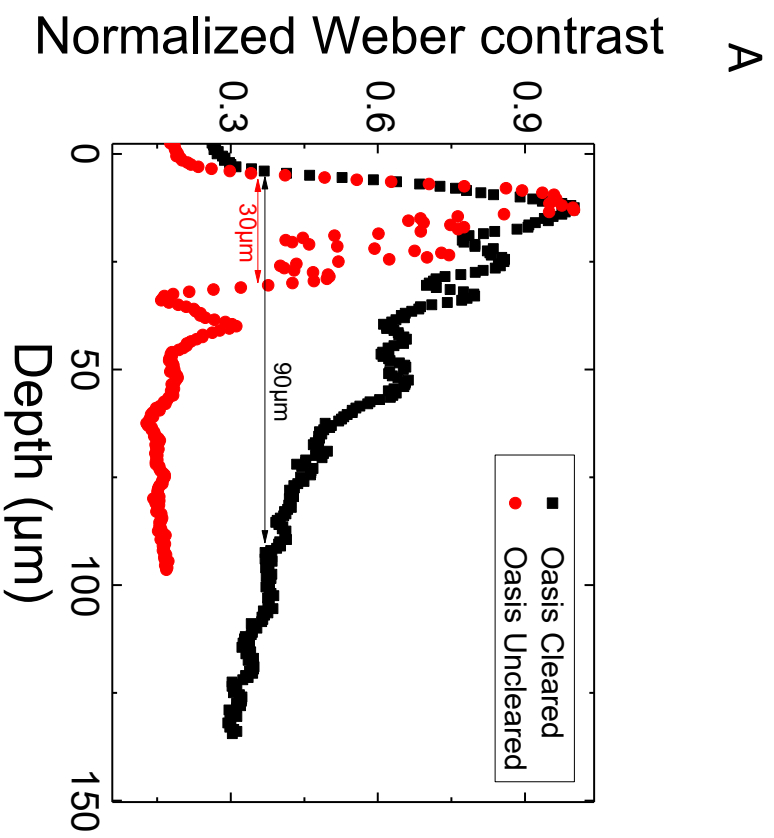 A
Normalized Weber contrast
0.9
0.6
0.3
30µm
90µm
Oasis Cleared
Oasis Uncleared
0
50
100
150
Depth (µm)